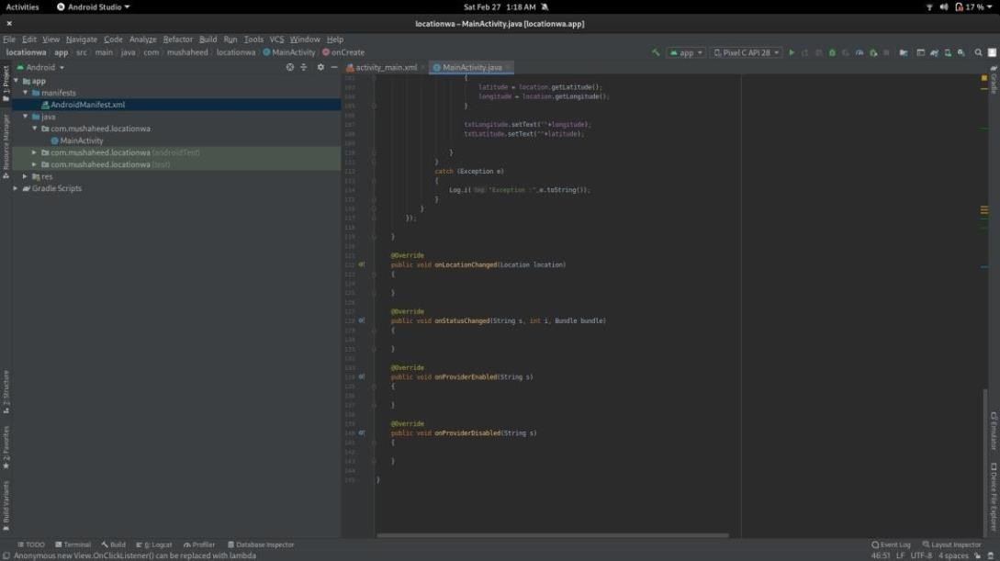 Activities Android Studio Sat Feb 27 1:18 AM 17 %
locationwa – MainActivity.java [locationwa.app]
File Edit View Navigate Code Analyze Refactor Build Run Tools VCS Window Help
locationwa app src main java com mushaheed locationwa MainActivity onCreate app Pixel C API 28
Android activity_main.xml MainActivity.java
1: Project
Resource Manager
2: Structure
2: Favorites
Build Variants
app
manifests
AndroidManifest.xml
java
com.mushaheed.locationwa
MainActivity
com.mushaheed.locationwa (androidTest)
com.mushaheed.locationwa (test)
res
Gradle Scripts
{
latitude = location.getLatitude();
longitude = location.getLongitude();
}
txtLongitude.setText(""+longitude);
txtLatitude.setText(""+latitude);
}
}
catch (Exception e)
{
Log.i( tag: "Exception :",e.toString());
}
}
});
}
@Override
public void onLocationChanged(Location location)
{
}
@Override
public void onStatusChanged(String s, int i, Bundle bundle)
{
}
@Override
public void onProviderEnabled(String s)
{
}
@Override
public void onProviderDisabled(String s)
{
}
}
Gradle
Emulator
Device File Explorer
TODO Terminal Build 6: Logcat Profiler Database Inspector Event Log Layout Inspector
Anonymous new View.OnClickListener() can be replaced with lambda 46:51 LF UTF-8 4 spaces